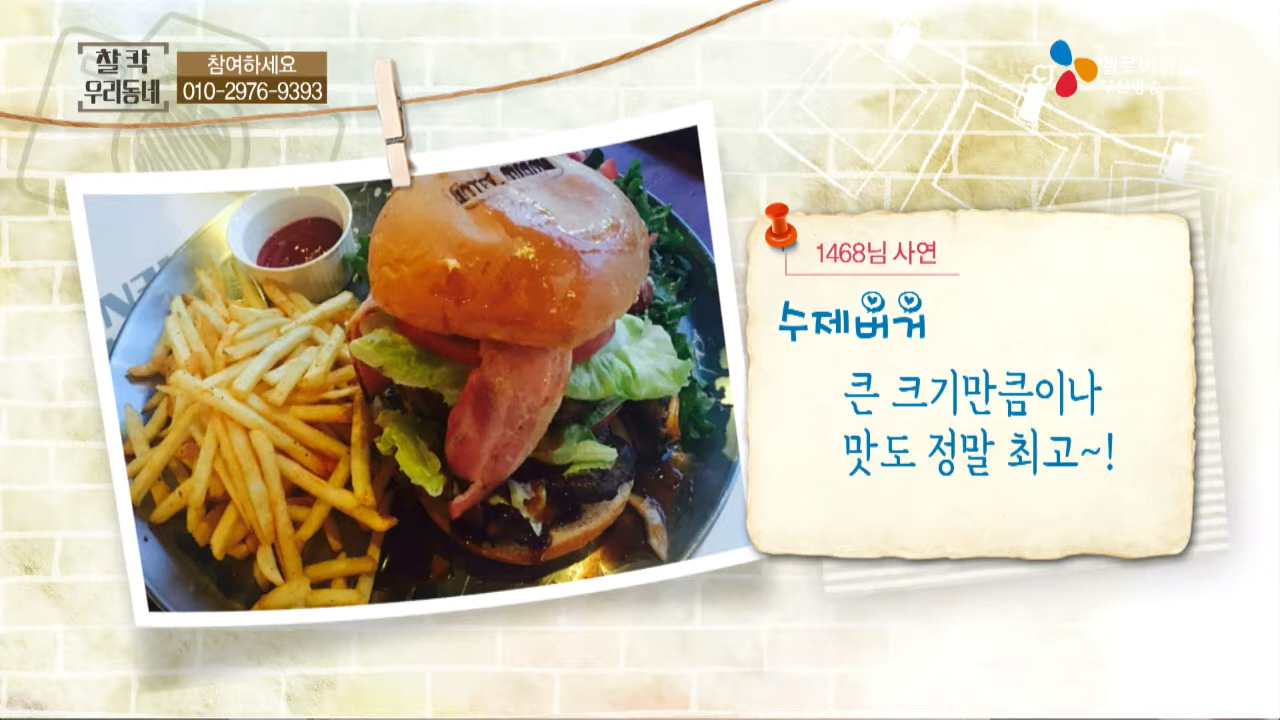 찰칵
우리동네
참여하세요
010-2976-9393
CJ
1468님 사연
수제버거
큰 크기만큼이나
맛도 정말 최고~!